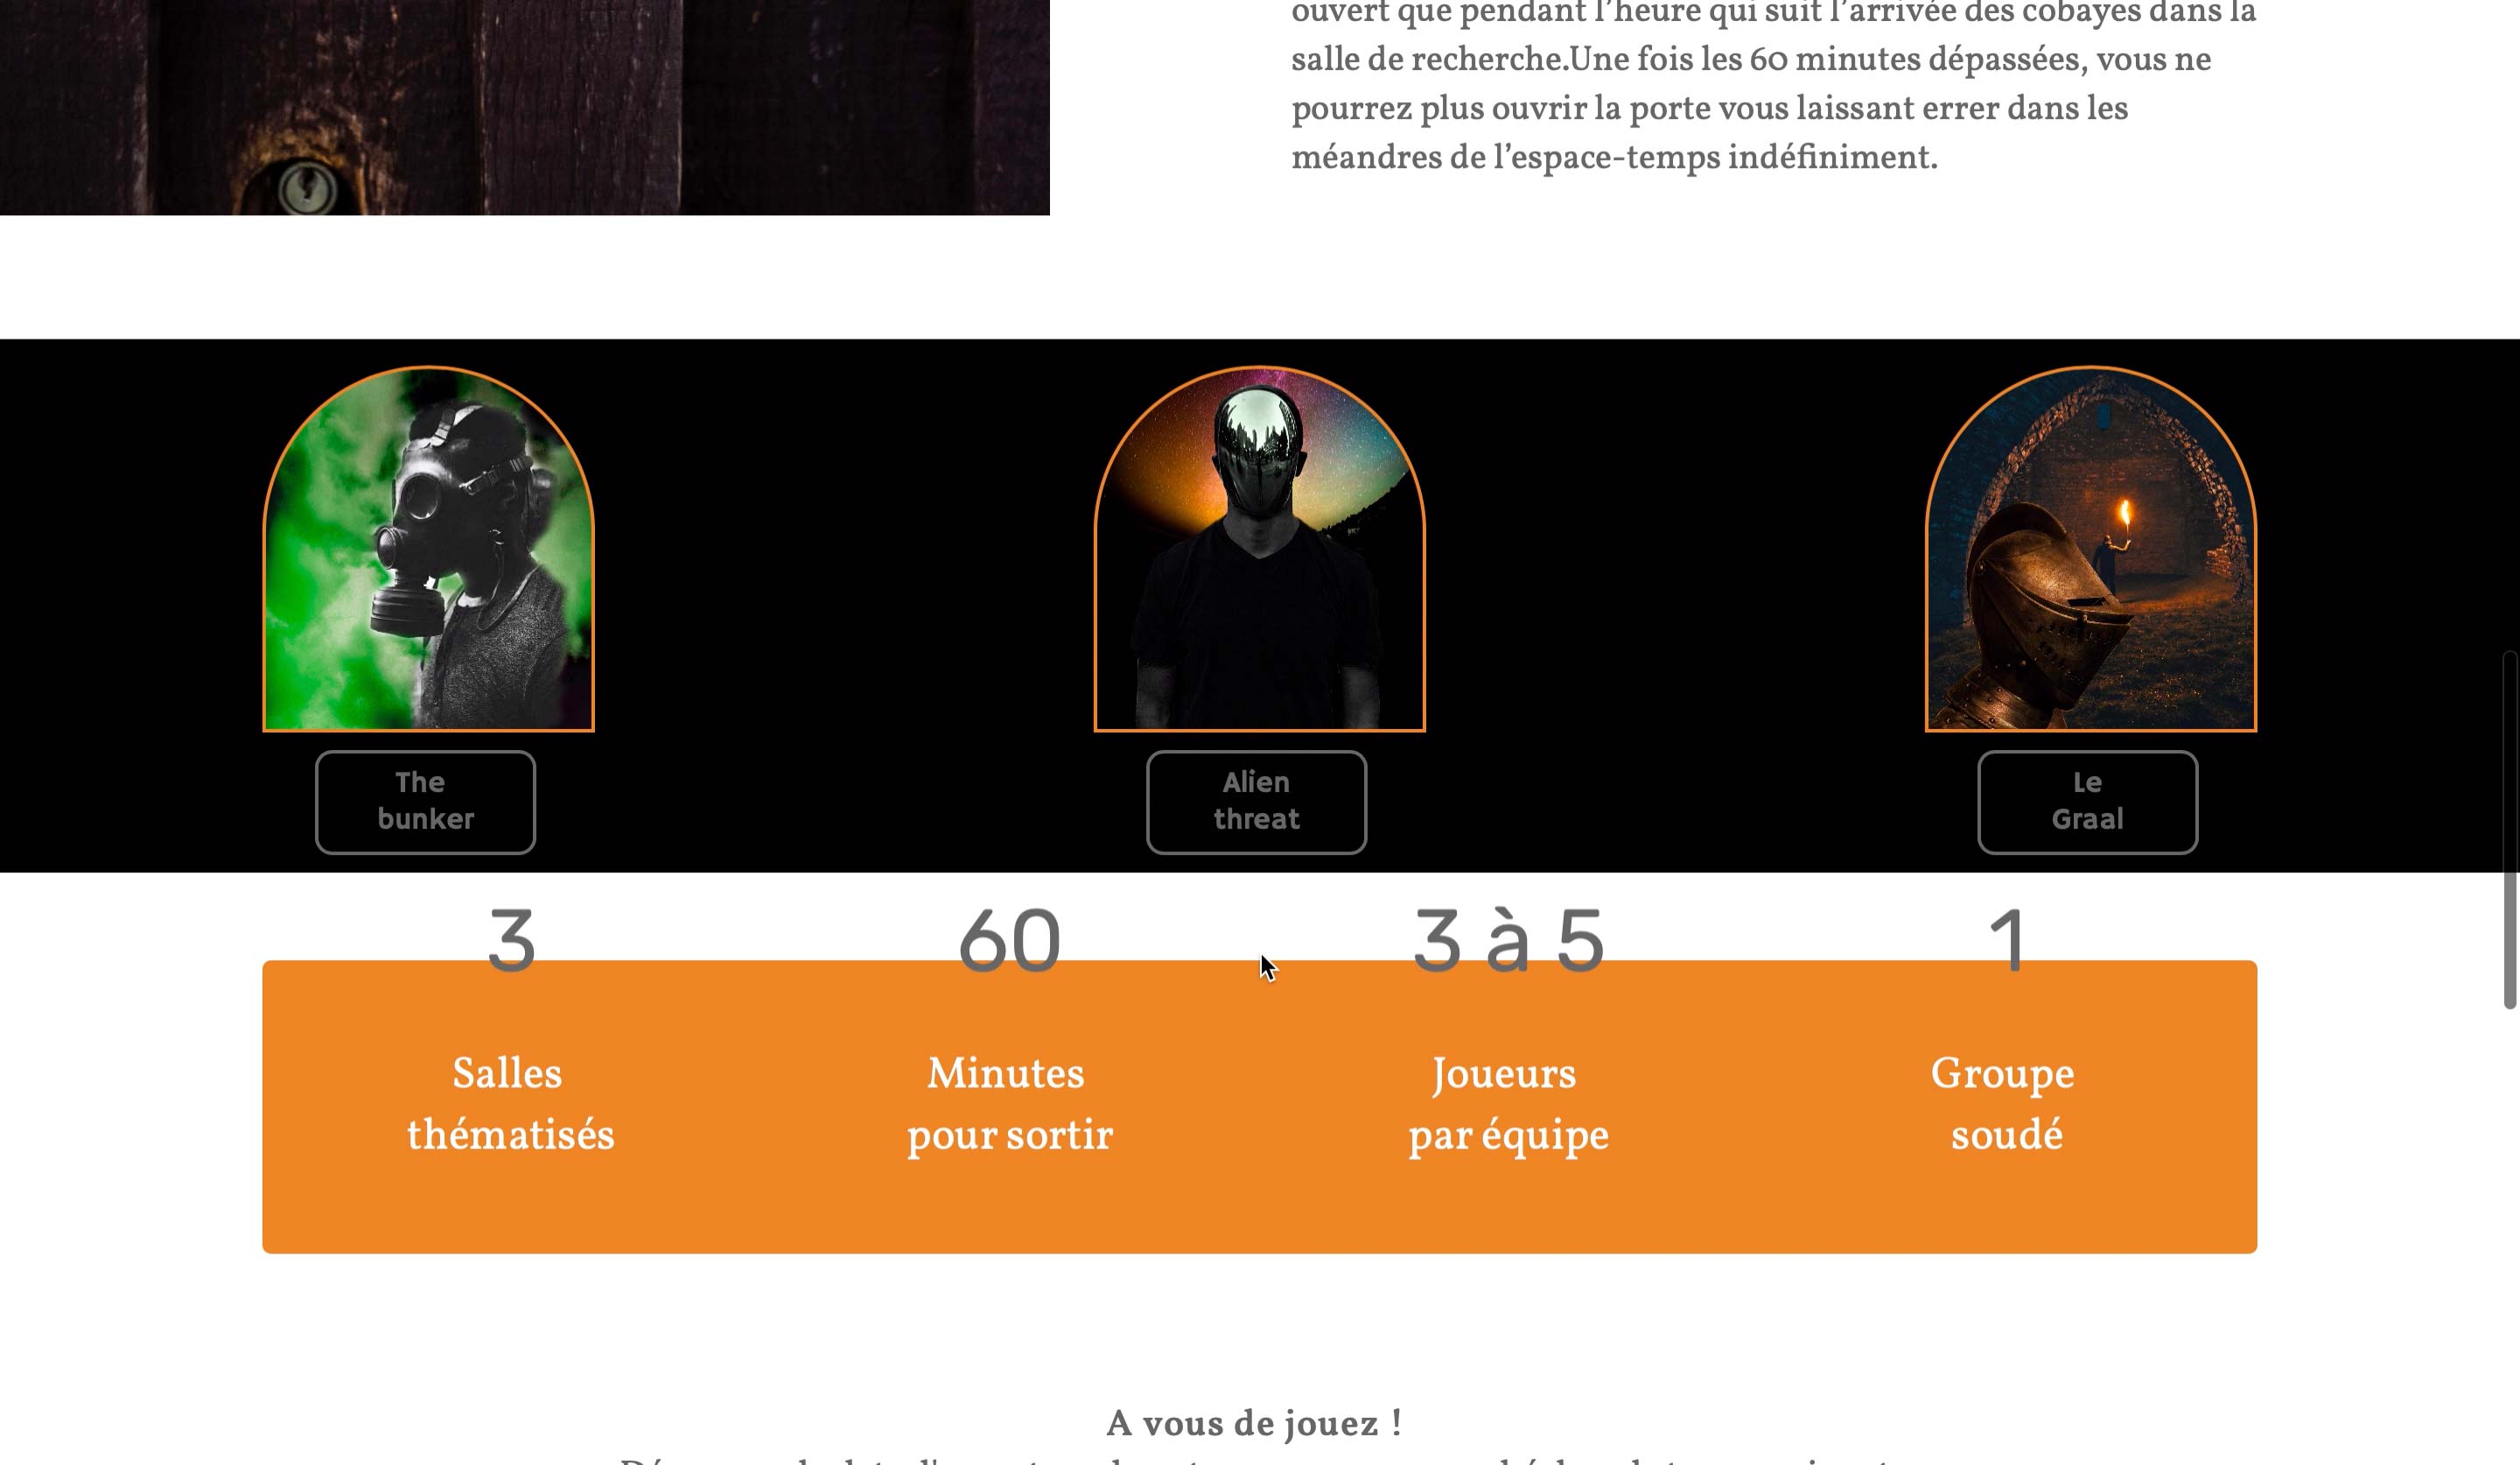 ouvert que pendant l'heure qui suit l'arrivée des cobayes dans la
salle de recherche.Une fois les 60 minutes dépassées, vous ne
pourrez plus ouvrir la porte vous laissant errer dans les
méandres de l'espace-temps indéfiniment.
The
bunker
Alien
threat
Le
Graal
3
60
3 à 5
1
Salles
thématisés
Minutes
pour sortir
Joueurs
par équipe
Groupe
soudé
A vous de jouez !